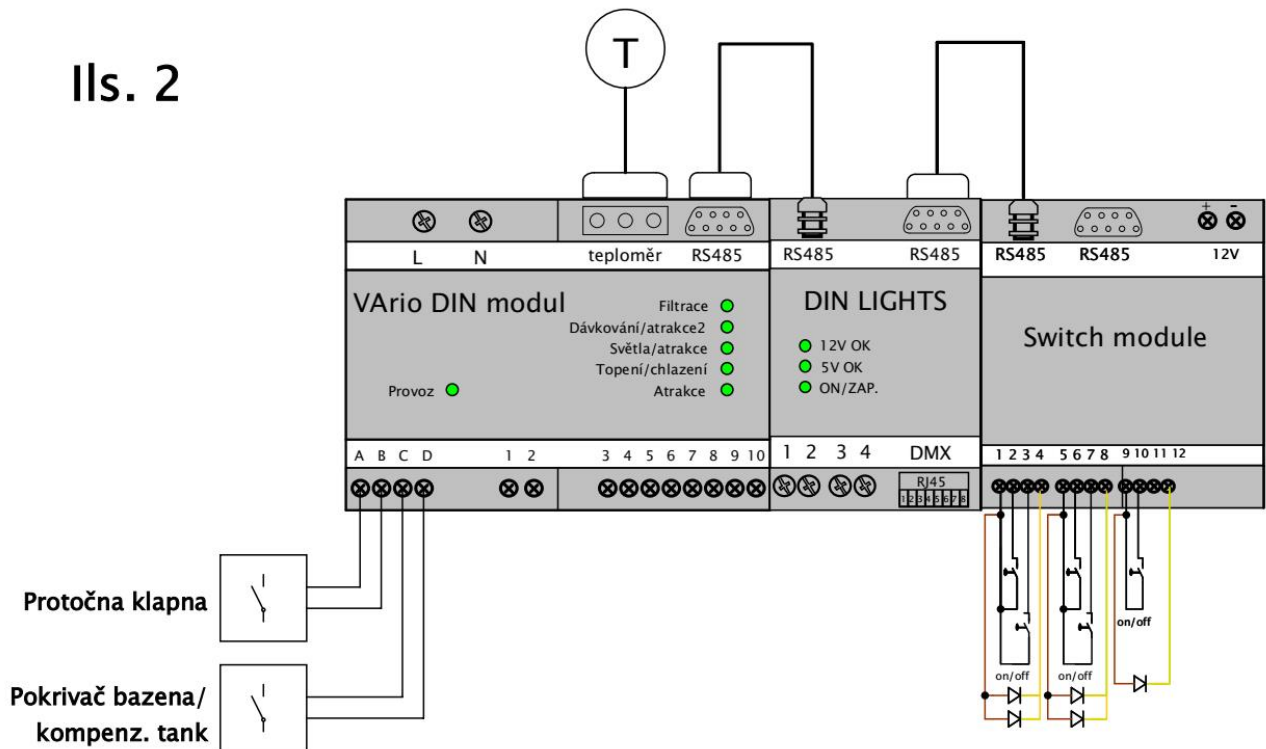 Ils. 2
T
+ -
L N teploměr RS485 RS485 RS485 RS485 RS485 12V
VArio DIN modul
Filtrace
Dávkování/atrakce2
Světla/atrakce
Topení/chlazení
Provoz Atrakce
DIN LIGHTS
12V OK
5V OK
ON/ZAP.
Switch module
A B C D 1 2 3 4 5 6 7 8 9 10 1 2 3 4 DMX 1 2 3 4 5 6 7 8 9 10 11 12
RJ45
1 2 3 4 5 6 7 8
Protočna klapna
on/off
on/off on/off
Pokrivač bazena/
kompenz. tank